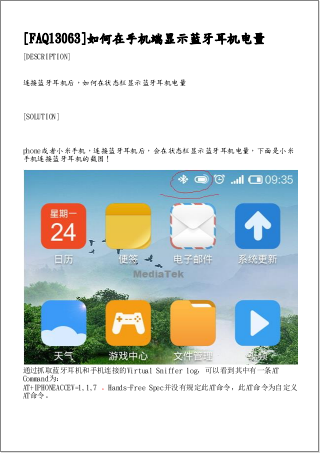 [FAQ13063]如何在手机端显示蓝牙耳机电量
[DESCRIPTION]
连接蓝牙耳机后，如何在状态栏显示蓝牙耳机电量
[SOLUTION]
phone或者小米手机，连接蓝牙耳机后，会在状态栏显示蓝牙耳机电量，下面是小米
手机连接蓝牙耳机的截图！
09:35
星期一
24
日历
便签
电子邮件
系统更新
MediaTek
天气
游戏中心
文件管理
视频
通过抓取蓝牙耳机和手机连接的Virtual Sniffer log，可以看到其中有一条AT
Command为：
AT+IPHONEACCEV=1,1,7 。Hands-Free Spec并没有规定此AT命令，此AT命令为自定义
AT命令。